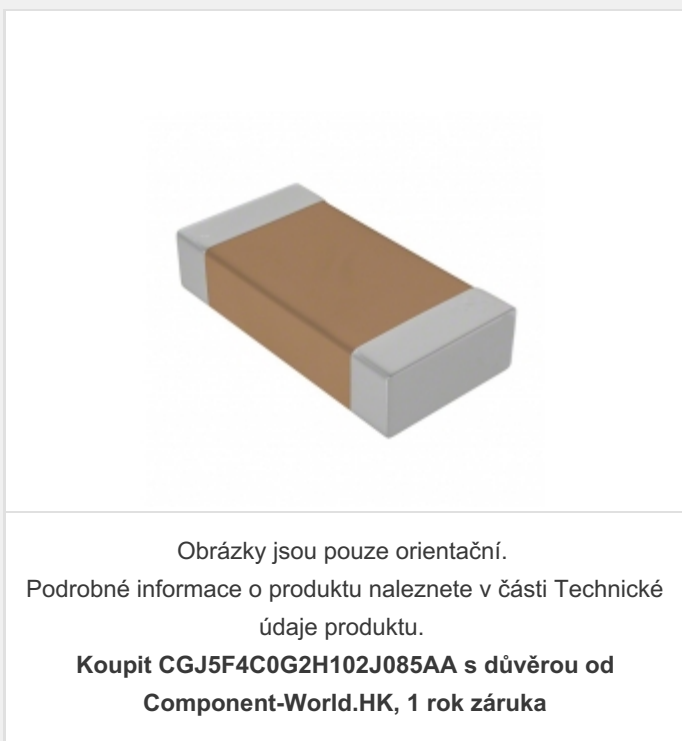 Obrázky jsou pouze orientační.
Podrobné informace o produktu naleznete v části Technické
údaje produktu.
Koupit CGJ5F4C0G2H102J085AA s důvěrou od
Component-World.HK, 1 rok záruka